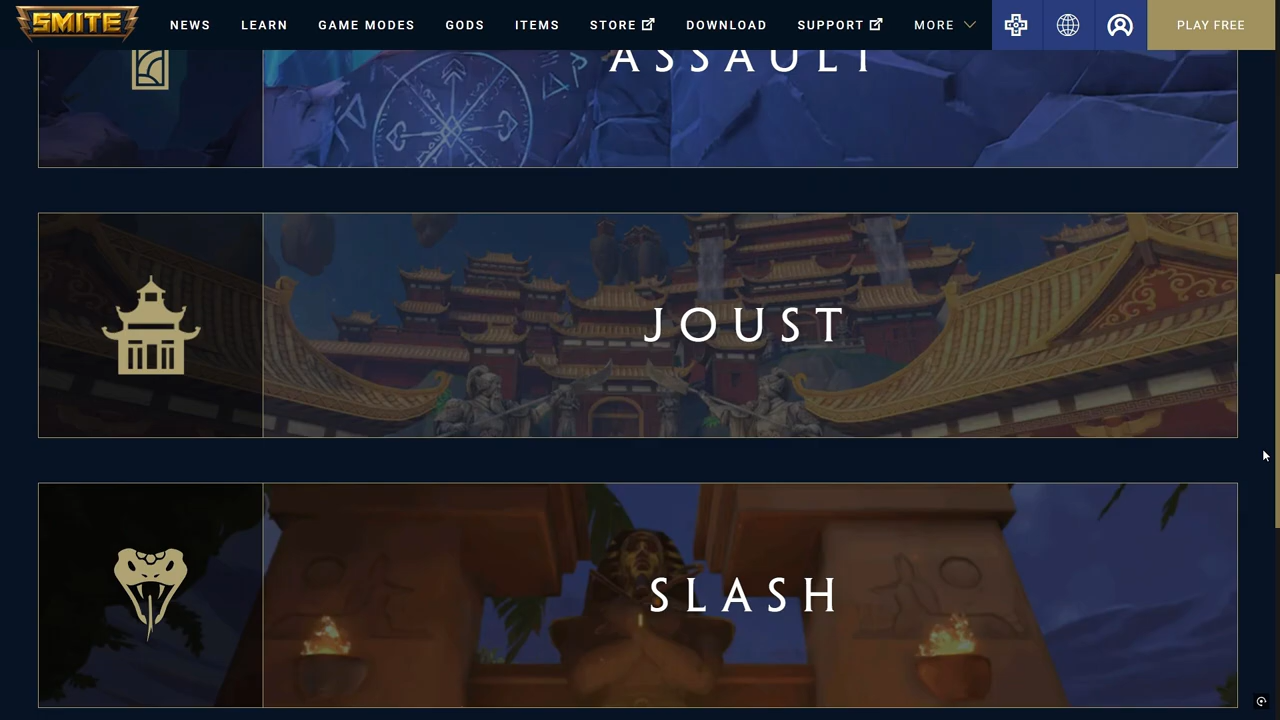 SMITE
NEWS LEARN GAME MODES GODS ITEMS STORE DOWNLOAD SUPPORT MORE PLAY FREE
ASSAULT
JOUST
SLASH